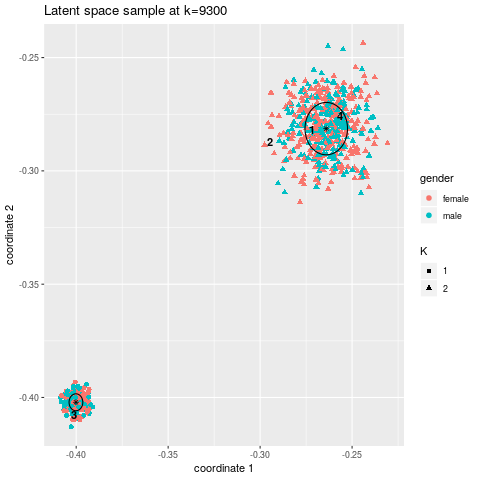 Latent space sample at k=9300
-0.25
-0.30
-0.35
-0.40
coordinate 2
1
4
2
3
-0.40
-0.35
-0.30
-0.25
coordinate 1
gender
female
male
K
1
2